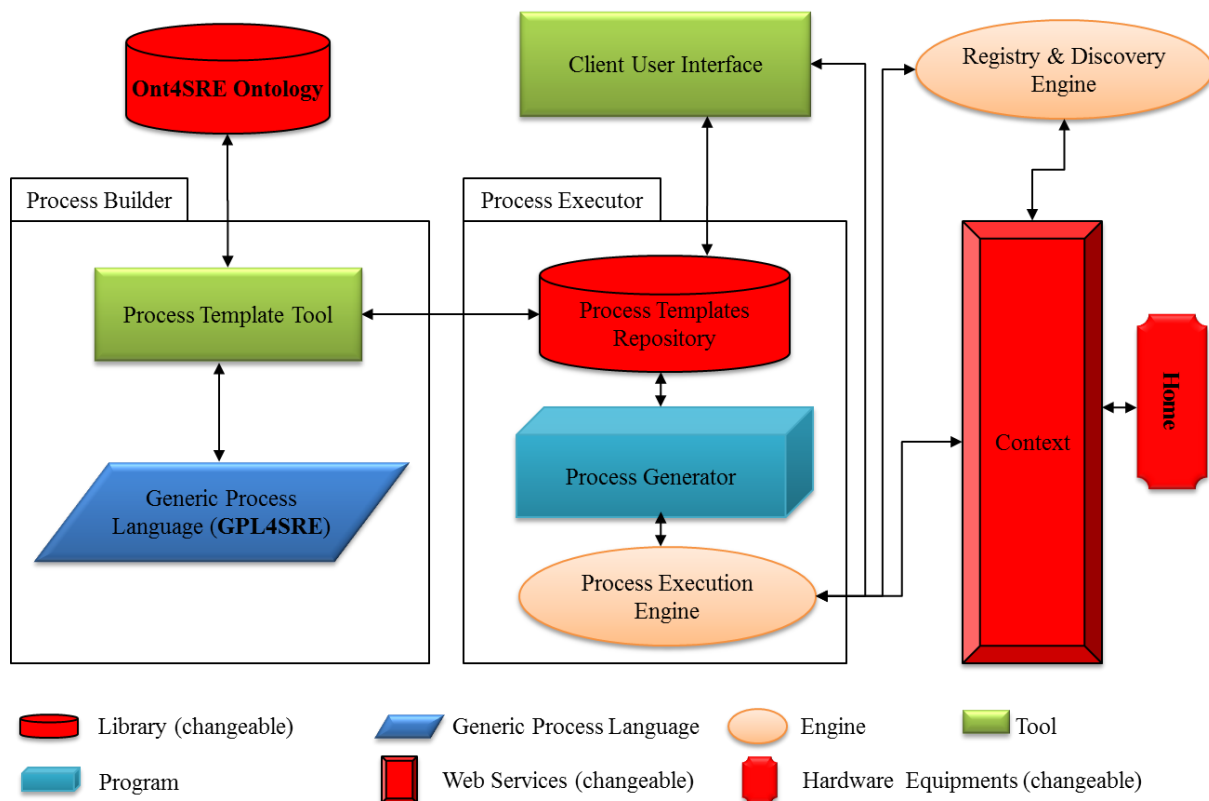 Ont4SRE Ontology
Client User Interface
Registry & Discovery
Engine
Process Builder
Process Executor
Process Template Tool
Process Templates
Repository
Home
Context
Process Generator
Generic Process
Language (GPL4SRE)
Process Execution
Engine
Library (changeable)
Generic Process Language
Engine
Tool
Program
Web Services (changeable)
Hardware Equipments (changeable)